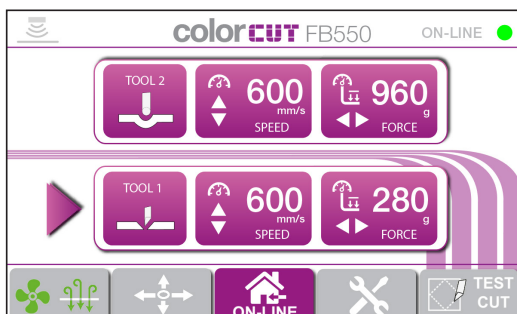 colorcut FB550 ON-LINE
TOOL 2 600 mm/s SPEED 960 g FORCE
TOOL 1 600 mm/s SPEED 280 g FORCE
ON-LINE TEST CUT